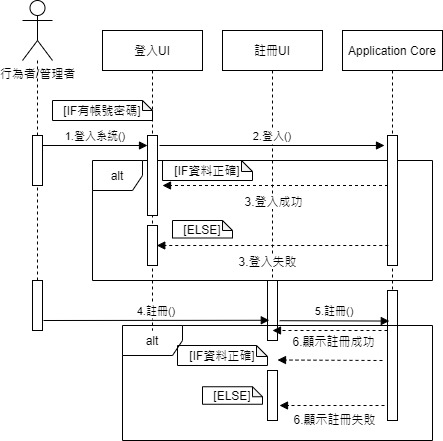 行為者/管理者
登入UI
註冊UI
Application Core
[IF有帳號密碼]
1.登入系統()
2.登入()
alt
[IF資料正確]
3.登入成功
[ELSE]
3.登入失敗
4.註冊()
5.註冊()
alt
6.顯示註冊成功
[IF資料正確]
[ELSE]
6.顯示註冊失敗